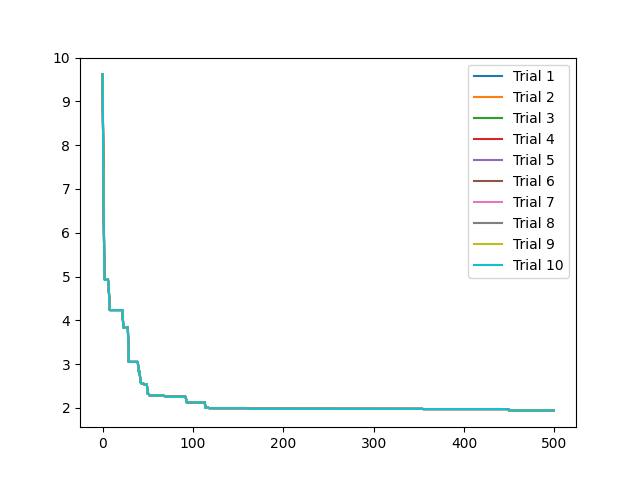 10
9
8
7
6
5
4
3
2
0 100 200 300 400 500
Trial 1
Trial 2
Trial 3
Trial 4
Trial 5
Trial 6
Trial 7
Trial 8
Trial 9
Trial 10